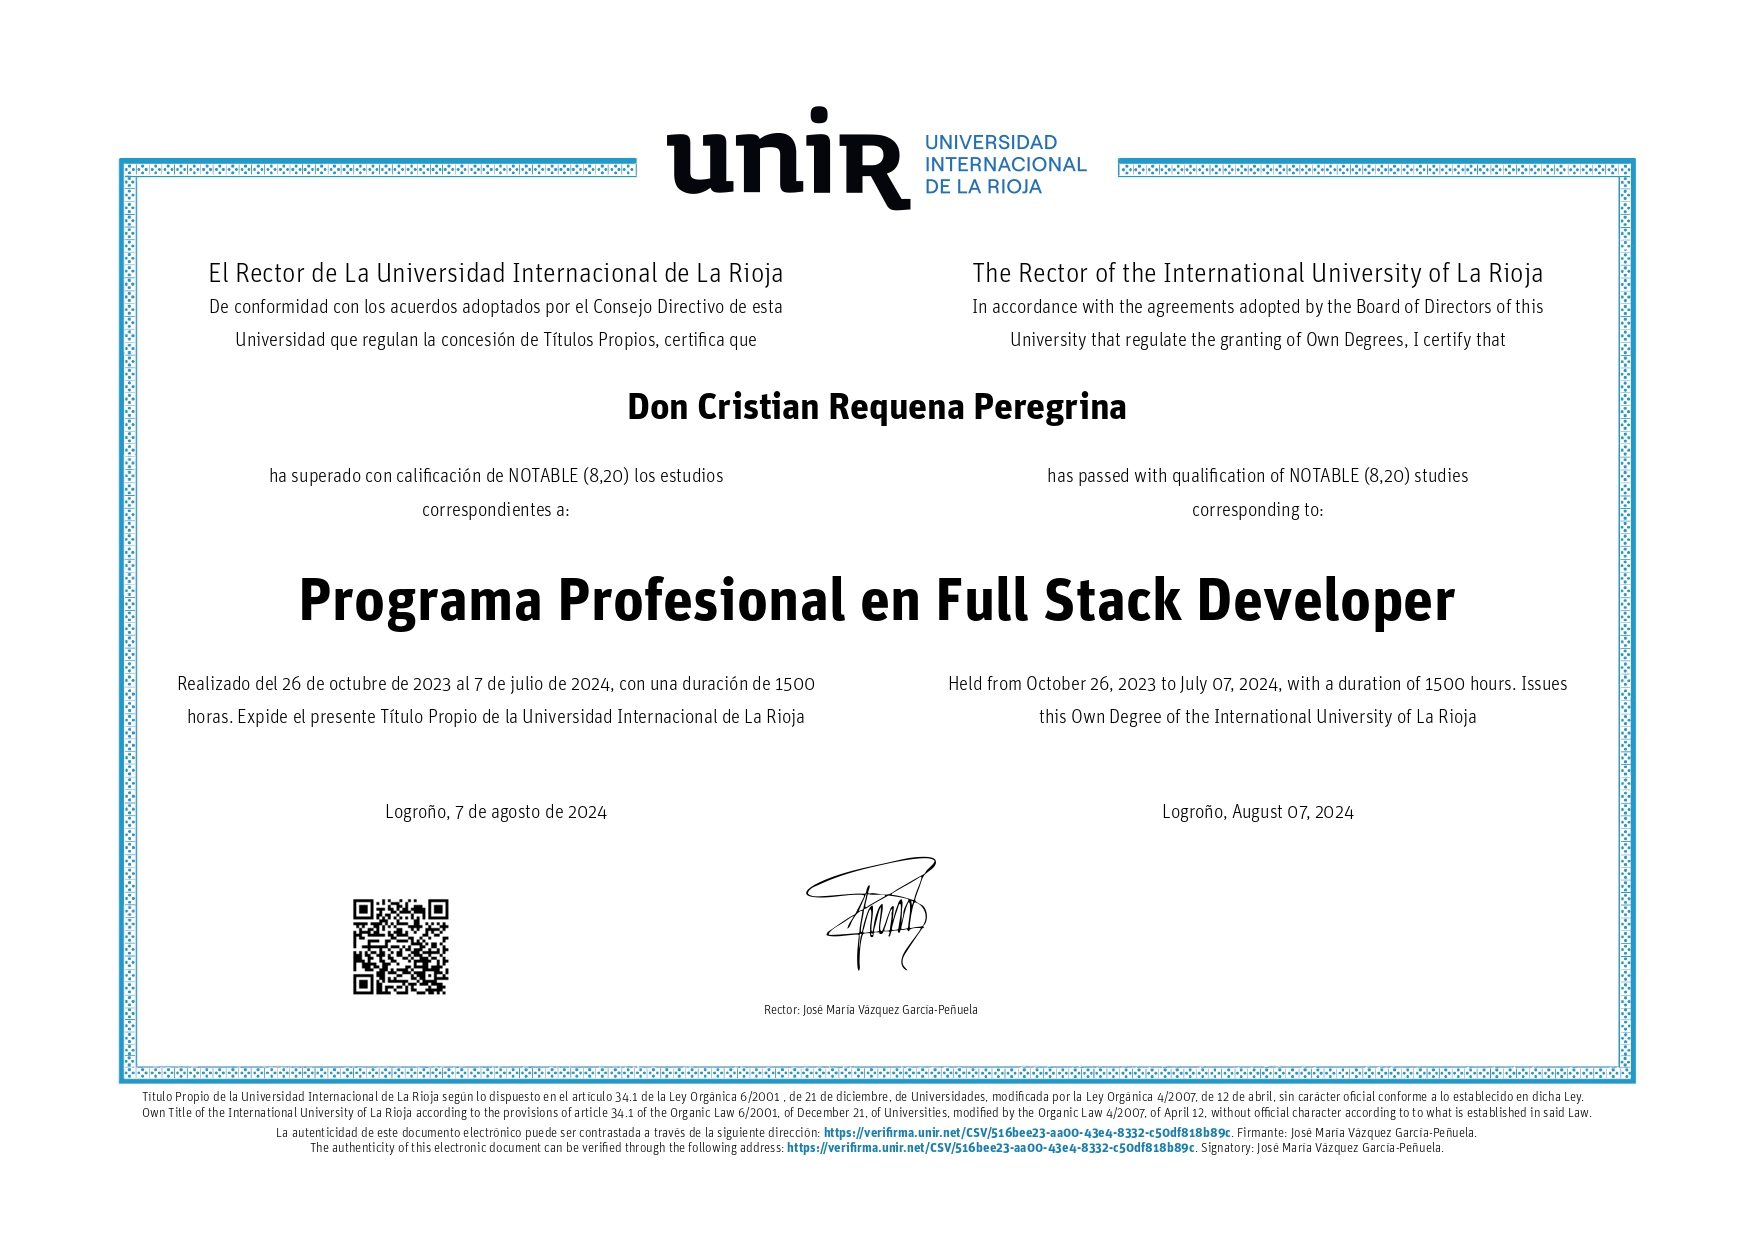 unir
UNIVERSIDAD
INTERNACIONAL
DE LA RIOJA
El Rector de La Universidad Internacional de La Rioja
De conformidad con los acuerdos adoptados por el Consejo Directivo de esta
Universidad que regulan la concesión de Títulos Propios, certifica que
The Rector of the International University of La Rioja
In accordance with the agreements adopted by the Board of Directors of this
University that regulate the granting of Own Degrees, I certify that
Don Cristian Requena Peregrina
ha superado con calificación de NOTABLE (8,20) los estudios
correspondientes a:
has passed with qualification of NOTABLE (8,20) studies
corresponding to:
Programa Profesional en Full Stack Developer
Realizado del 26 de octubre de 2023 al 7 de julio de 2024, con una duración de 1500
horas. Expide el presente Título Propio de la Universidad Internacional de La Rioja
Held from October 26, 2023 to July 07, 2024, with a duration of 1500 hours. Issues
this Own Degree of the International University of La Rioja
Logroño, 7 de agosto de 2024
Logroño, August 07, 2024
Rector: José María Vázquez García-Peñuela
Título Propio de la Universidad Internacional de La Rioja según lo dispuesto en el artículo 34.1 de la Ley Orgánica 6/2001 , de 21 de diciembre, de Universidades, modificada por la Ley Orgánica 4/2007, de 12 de abril, sin carácter oficial conforme a lo establecido en dicha Ley.
Own Title of the International University of La Rioja according to the provisions of article 34.1 of the Organic Law 6/2001, of December 21, of Universities, modified by the Organic Law 4/2007, of April 12, without official character according to to what is established in said Law.
La autenticidad de este documento electrónico puede ser contrastada a través de la siguiente dirección: https://verifirma.unir.net/CSV/516bee23-aa00-43e4-8332-c50df818b89c. Firmante: José María Vázquez García-Peñuela.
The authenticity of this electronic document can be verified through the following address: https://verifirma.unir.net/CSV/516bee23-aa00-43e4-8332-c50df818b89c. Signatory: José María Vázquez García-Peñuela.